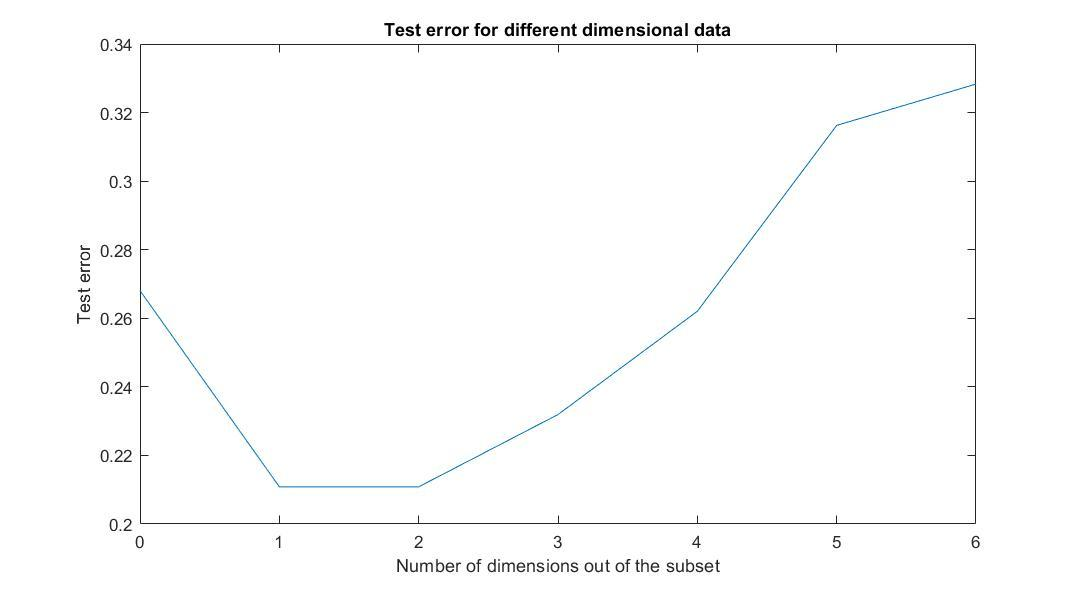 Test error for different dimensional data
0.34
0.32
0.3
0.28
0.26
0.24
0.22
0.2
Test error
0 1 2 3 4 5 6
Number of dimensions out of the subset